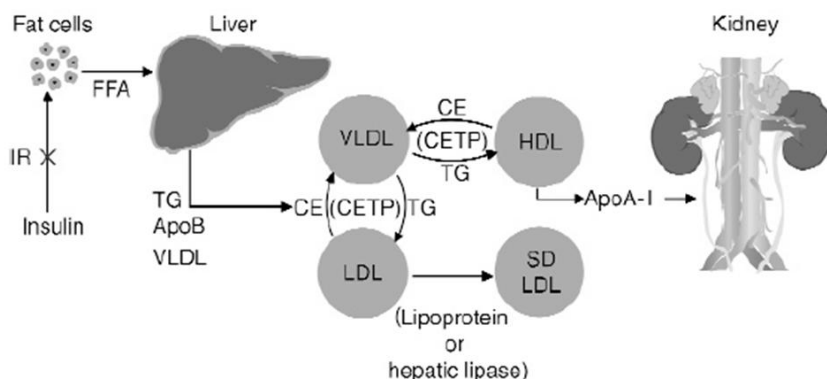 Fat cells
Liver
Kidney
FFA
IR
Insulin
TG
ApoB
VLDL
CE (CETP) TG
VLDL
CE
(CETP)
TG
HDL
ApoA-I
LDL
SD
LDL
(Lipoprotein
or
hepatic lipase)